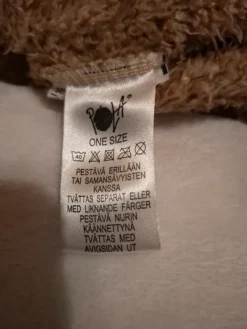 POLA
ONE SIZE
40
PESTÄVÄ ERILLÄÄN
TAI SAMANSÄVYISTEN
KANSSA
TVÄTTAS SEPARAT ELLER
MED LIKNANDE FÄRGER
PESTÄVÄ NURIN
KÄÄNNETTYNÄ
TVÄTTAS MED
AVIGSIDAN UT